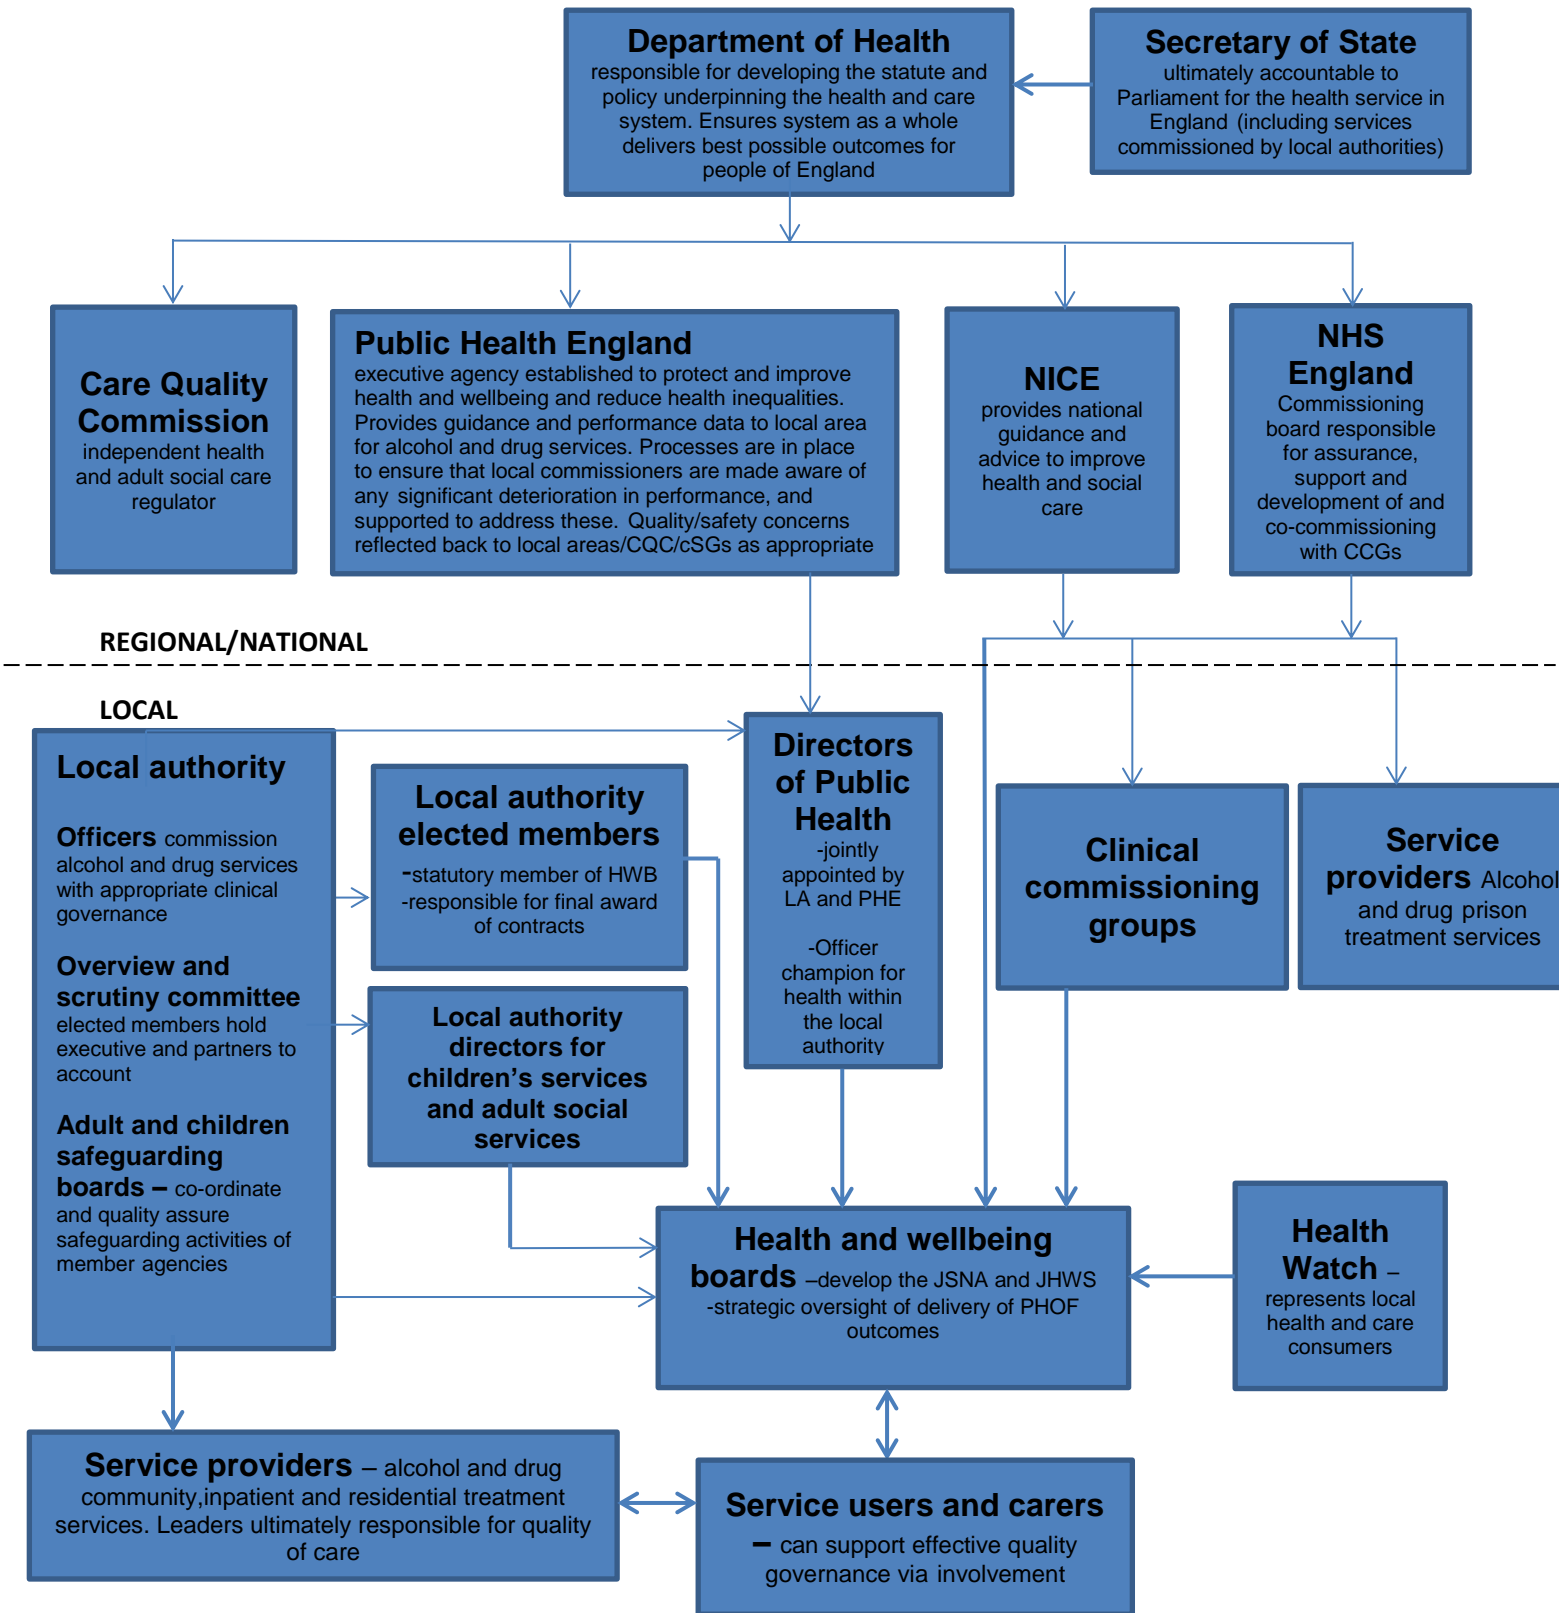 Department of Health
responsible for developing the statute and
policy underpinning the health and care
system. Ensures system as a whole
delivers best possible outcomes for
people of England
Secretary of State
ultimately accountable to
Parliament for the health service in
England (including services
commissioned by local authorities)
Care Quality
Commission
independent health
and adult social care
regulator
Public Health England
executive agency established to protect and improve
health and wellbeing and reduce health inequalities.
Provides guidance and performance data to local area
for alcohol and drug services. Processes are in place
to ensure that local commissioners are made aware of
any significant deterioration in performance, and
supported to address these. Quality/safety concerns
reflected back to local areas/CQC/cSGs as appropriate
NICE
provides national
guidance and
advice to improve
health and social
care
NHS
England
Commissioning
board responsible
for assurance,
support and
development of and
co-commissioning
with CCGs
REGIONAL/NATIONAL
LOCAL
Local authority
Officers commission
alcohol and drug services
with appropriate clinical
governance
Overview and
scrutiny committee
elected members hold
executive and partners to
account
Adult and children
safeguarding
boards – co-ordinate
and quality assure
safeguarding activities of
member agencies
Local authority
elected members
-statutory member of HWB
-responsible for final award
of contracts
Local authority
directors for
children’s services
and adult social
services
Directors
of Public
Health
-jointly
appointed by
LA and PHE
-Officer
champion for
health within
the local
authority
Clinical
commissioning
groups
Service
providers Alcohol
and drug prison
treatment services
Health and wellbeing
boards –develop the JSNA and JHWS
-strategic oversight of delivery of PHOF
outcomes
Health
Watch –
represents local
health and care
consumers
Service providers – alcohol and drug
community,inpatient and residential treatment
services. Leaders ultimately responsible for quality
of care
Service users and carers
– can support effective quality
governance via involvement